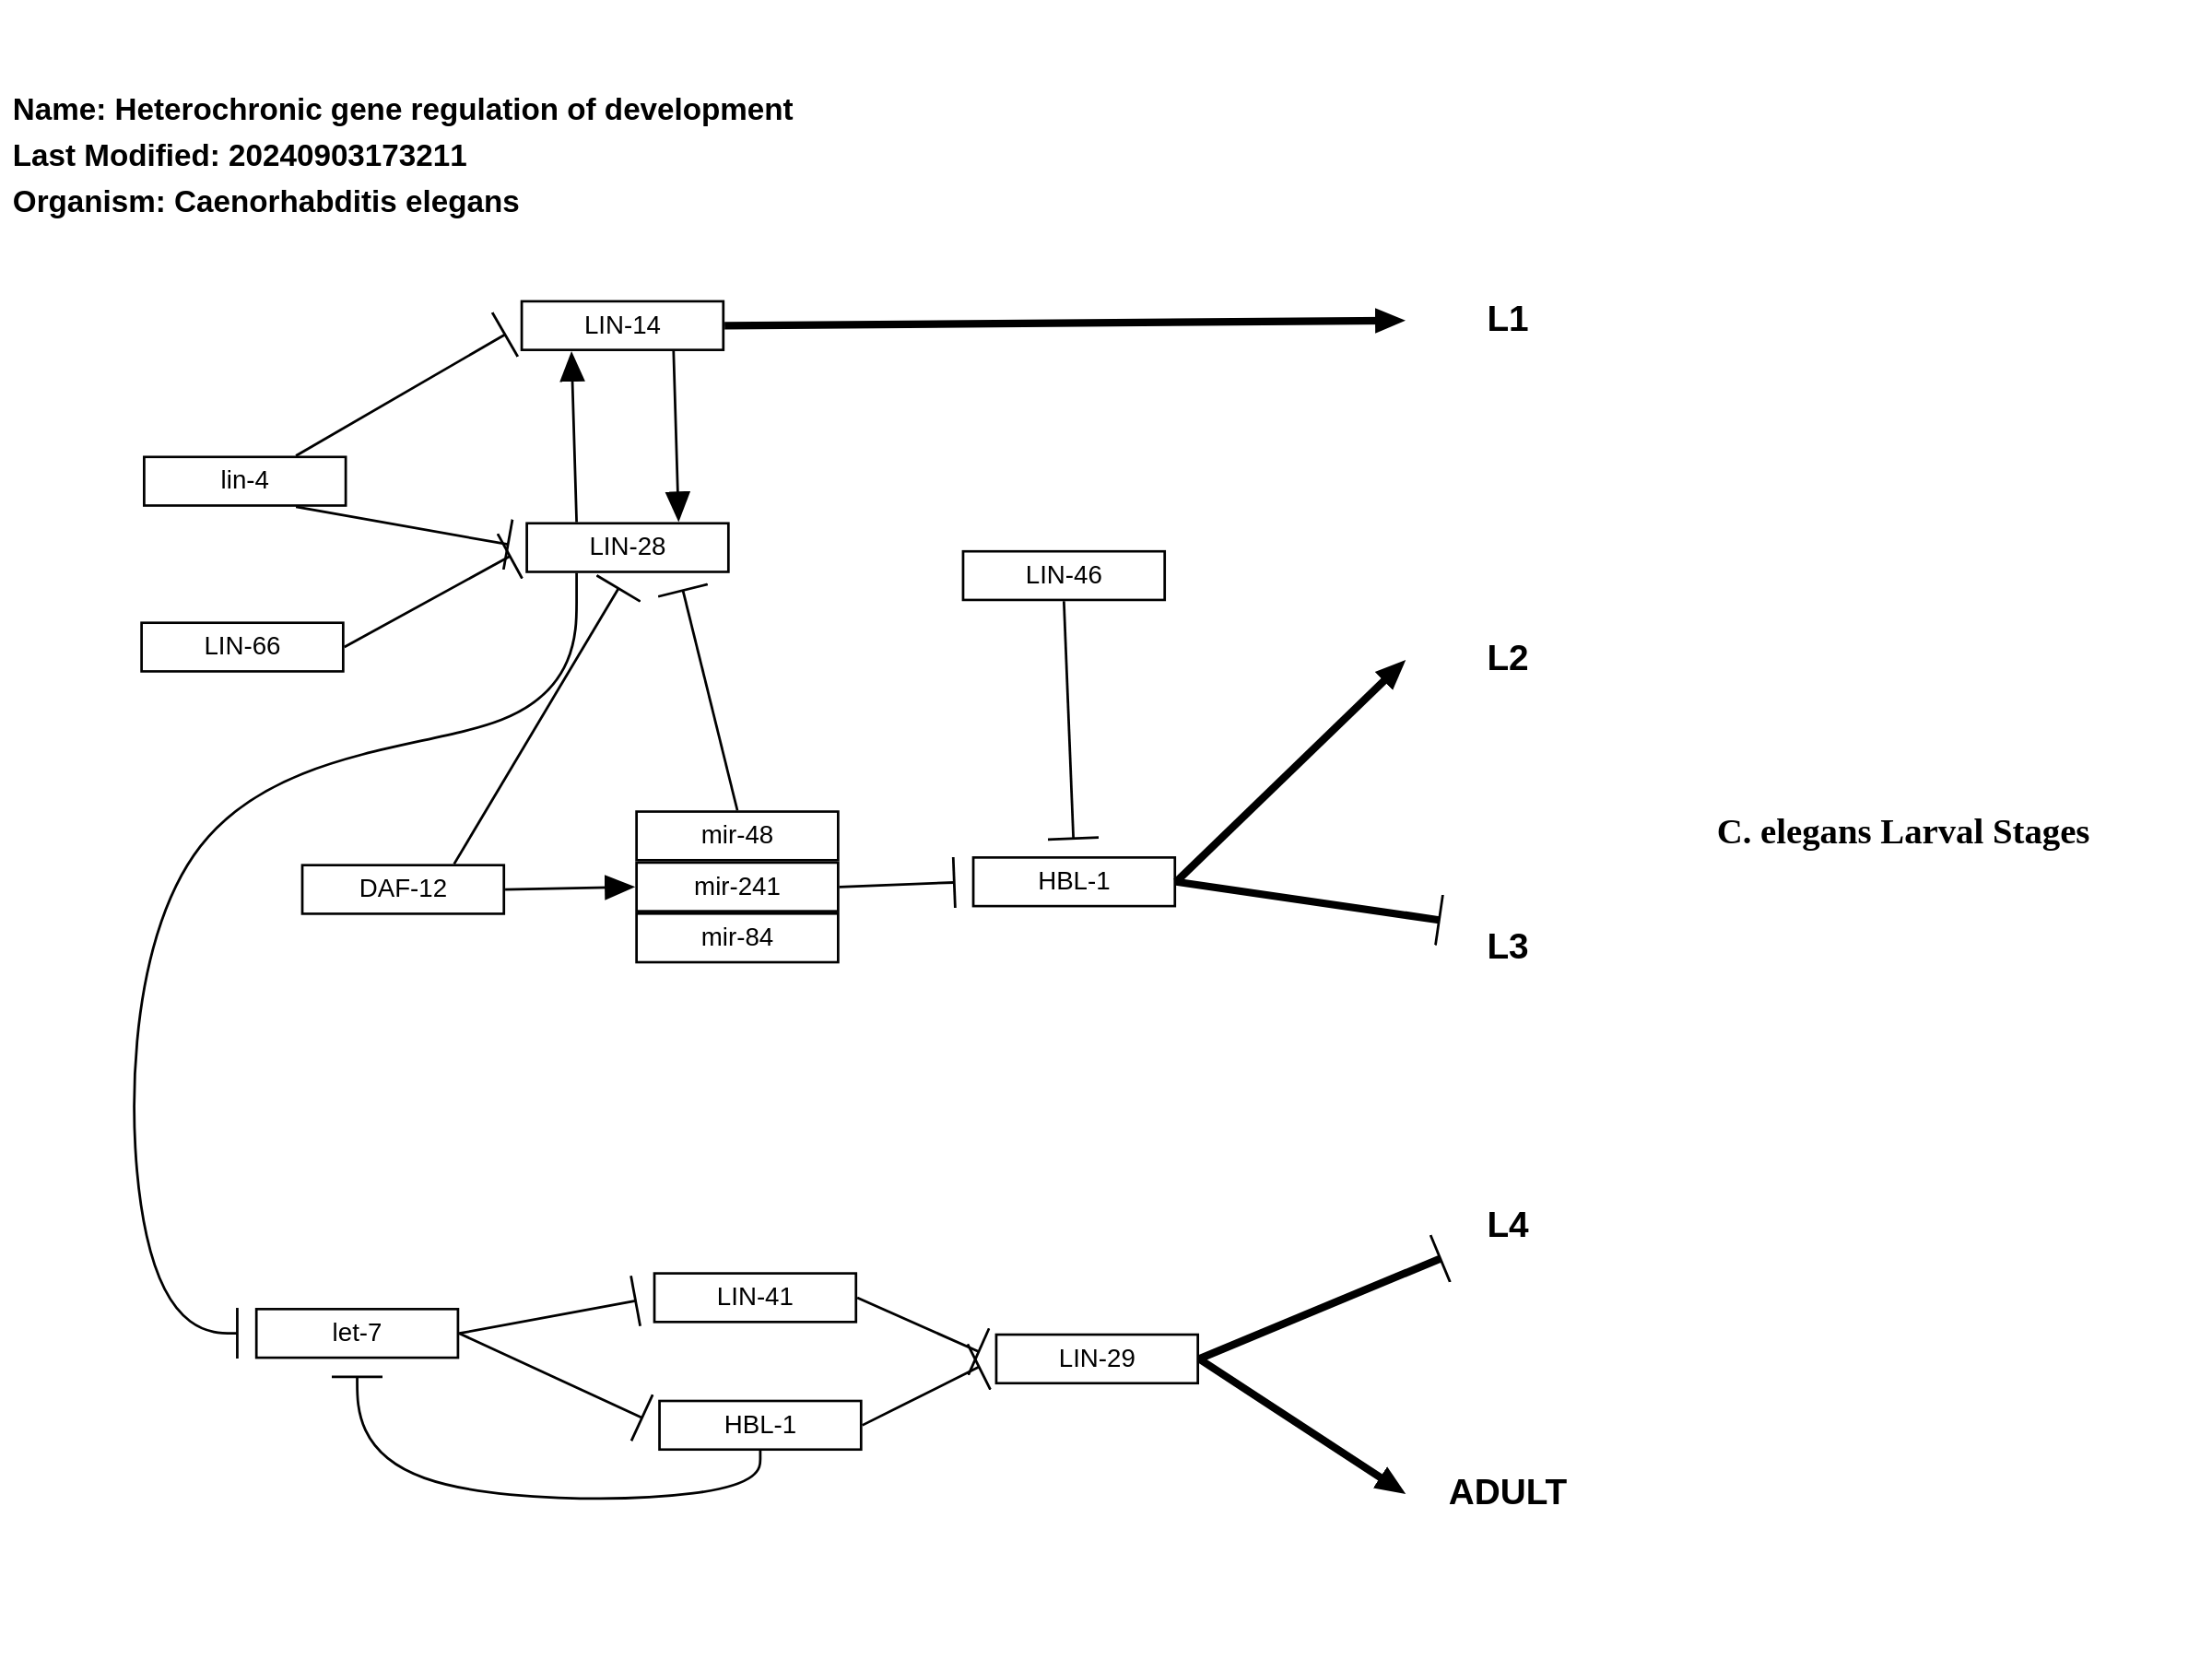 Name: Heterochronic gene regulation of development
Last Modified: 20240903173211
Organism: Caenorhabditis elegans
LIN-14
L1
lin-4
LIN-28
LIN-46
LIN-66
L2
mir-48
C. elegans Larval Stages
DAF-12
mir-241
HBL-1
mir-84
L3
L4
LIN-41
let-7
LIN-29
HBL-1
ADULT